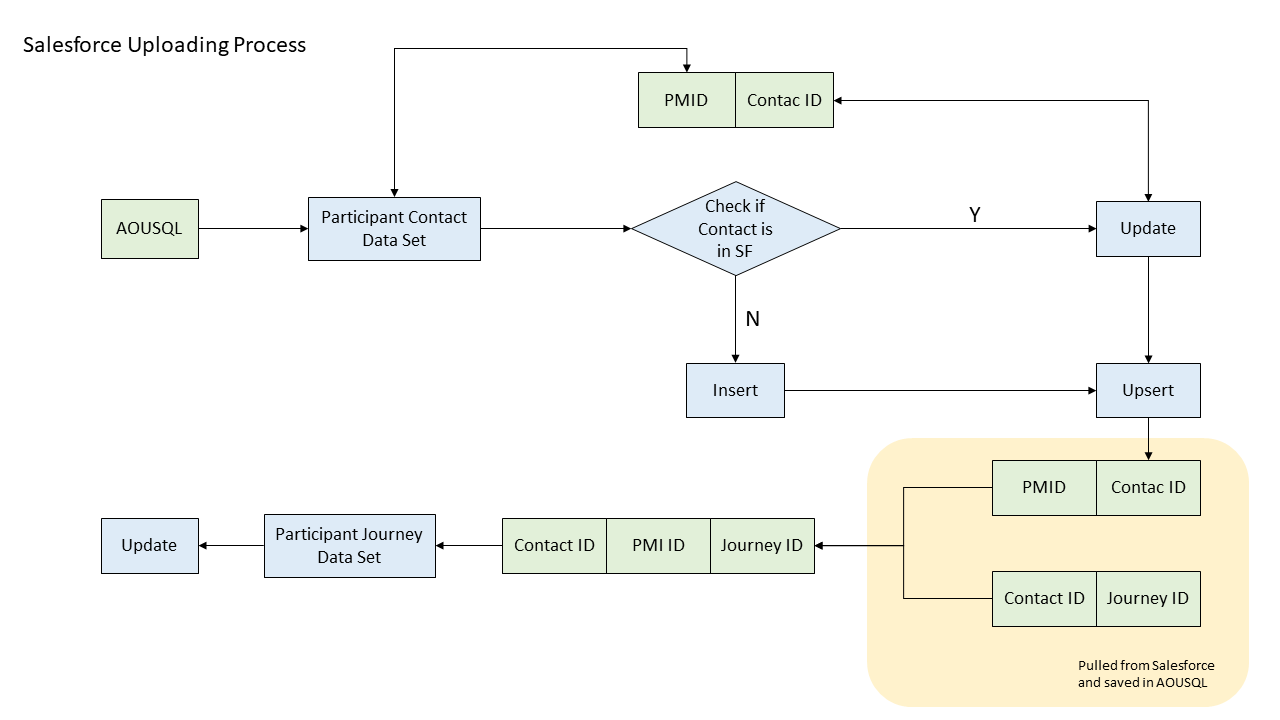 Salesforce Uploading Process
PMID
Contac ID
AOUSQL
Participant Contact
Data Set
Check if
Contact is
in SF
Y
Update
N
Insert
Upsert
PMID
Contac ID
Update
Participant Journey
Data Set
Contact ID
PMI ID
Journey ID
Contact ID
Journey ID
Pulled from Salesforce
and saved in AOUSQL